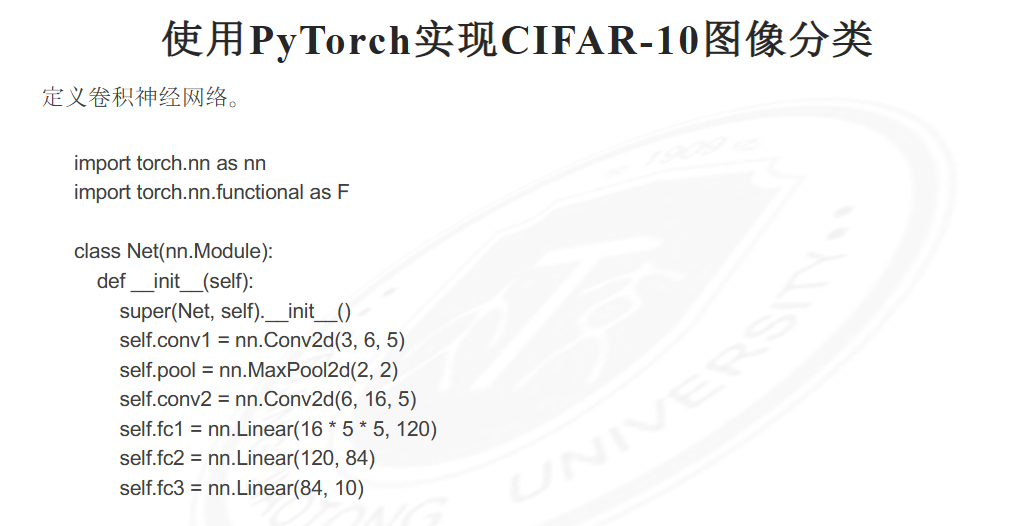 使用PyTorch实现CIFAR-10图像分类
定义卷积神经网络。
import torch.nn as nn
import torch.nn.functional as F
class Net(nn.Module):
def __init__(self):
super(Net, self).__init__()
self.conv1 = nn.Conv2d(3, 6, 5)
self.pool = nn.MaxPool2d(2, 2)
self.conv2 = nn.Conv2d(6, 16, 5)
self.fc1 = nn.Linear(16 * 5 * 5, 120)
self.fc2 = nn.Linear(120, 84)
self.fc3 = nn.Linear(84, 10)
1909
OTONG UNIVERSITY